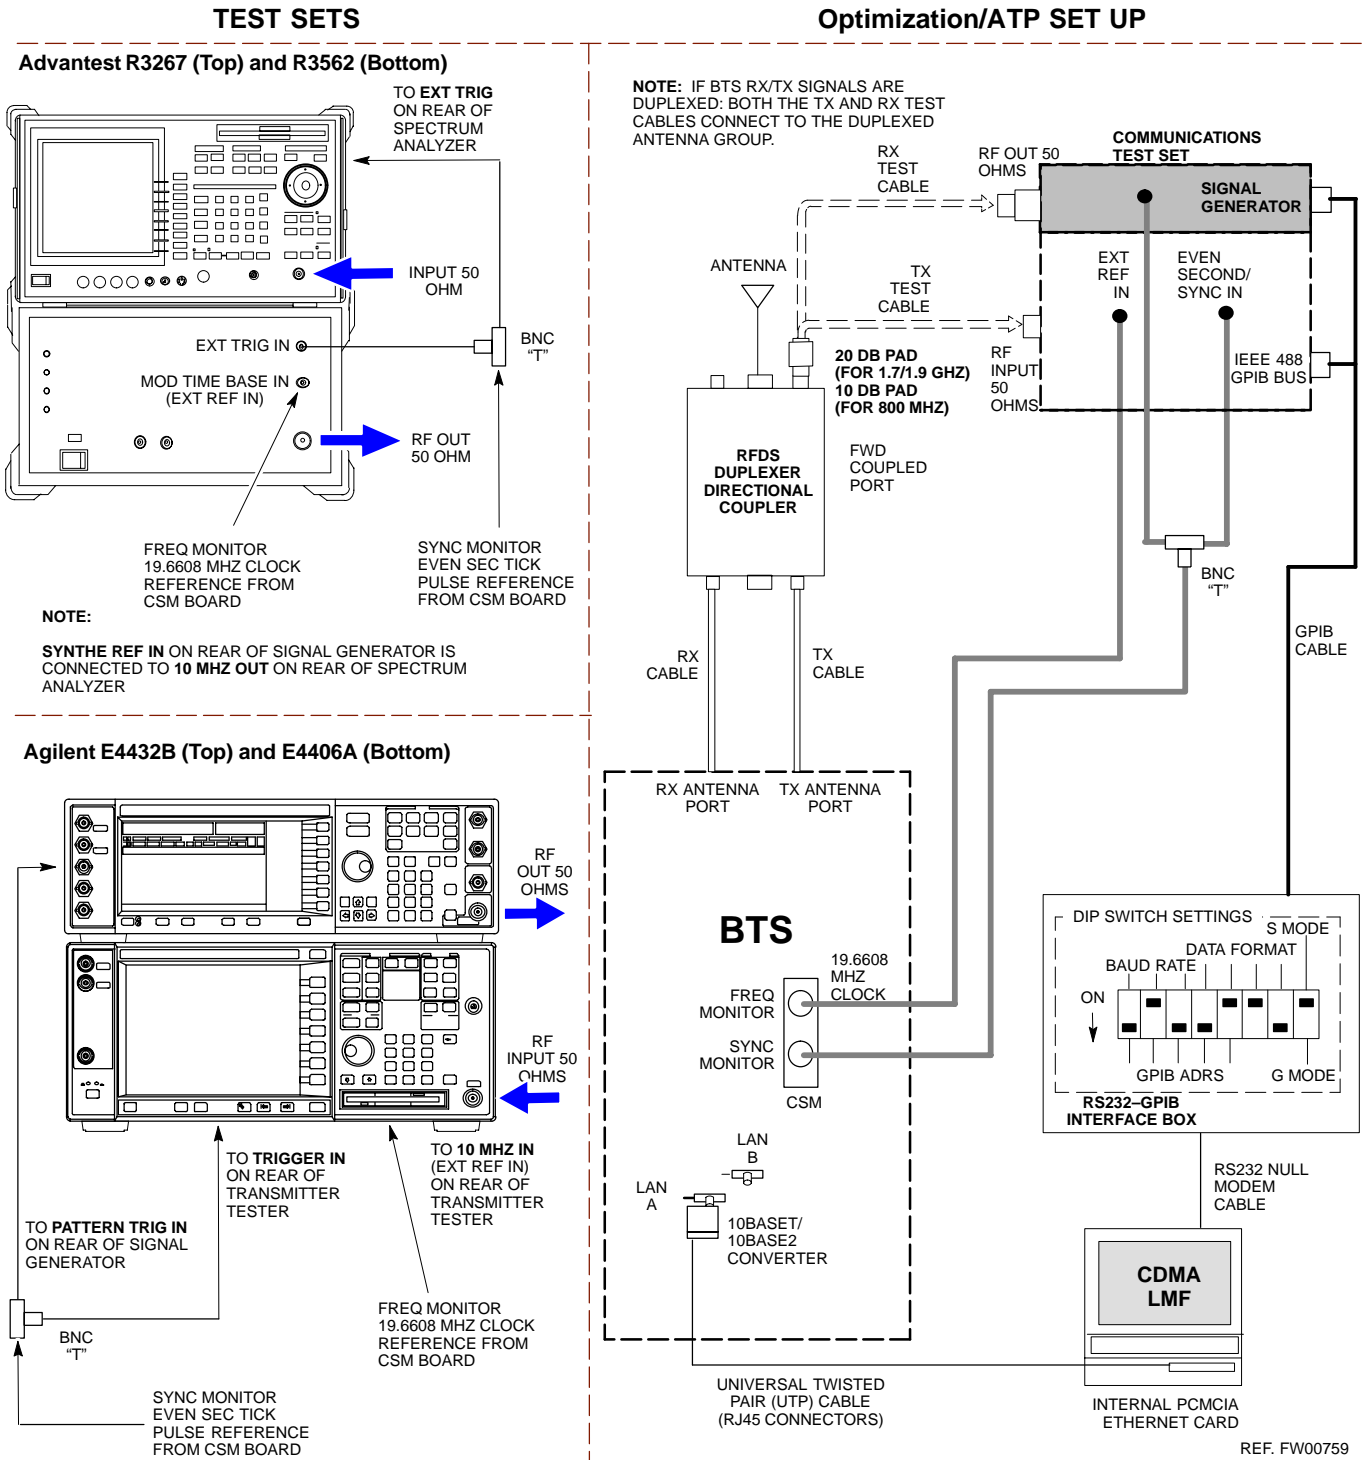 TEST SETS
Optimization/ATP SET UP
Advantest R3267 (Top) and R3562 (Bottom)
TO EXT TRIG
ON REAR OF
SPECTRUM
ANALYZER
INPUT 50
OHM
EXT TRIG IN
BNC
“T”
MOD TIME BASE IN
(EXT REF IN)
RF OUT
50 OHM
FREQ MONITOR
19.6608 MHZ CLOCK
REFERENCE FROM
CSM BOARD
SYNC MONITOR
EVEN SEC TICK
PULSE REFERENCE
FROM CSM BOARD
NOTE:
SYNTHE REF IN ON REAR OF SIGNAL GENERATOR IS
CONNECTED TO 10 MHZ OUT ON REAR OF SPECTRUM
ANALYZER
Agilent E4432B (Top) and E4406A (Bottom)
RF
OUT 50
OHMS
RF
INPUT 50
OHMS
TO TRIGGER IN
ON REAR OF
TRANSMITTER
TESTER
TO 10 MHZ IN
(EXT REF IN)
ON REAR OF
TRANSMITTER
TESTER
TO PATTERN TRIG IN
ON REAR OF SIGNAL
GENERATOR
BNC
“T”
FREQ MONITOR
19.6608 MHZ CLOCK
REFERENCE FROM
CSM BOARD
SYNC MONITOR
EVEN SEC TICK
PULSE REFERENCE
FROM CSM BOARD
NOTE: IF BTS RX/TX SIGNALS ARE
DUPLEXED: BOTH THE TX AND RX TEST
CABLES CONNECT TO THE DUPLEXED
ANTENNA GROUP.
RX
TEST
CABLE
RF OUT 50
OHMS
COMMUNICATIONS
TEST SET
SIGNAL
GENERATOR
ANTENNA
TX
TEST
CABLE
EXT
REF
IN
EVEN
SECOND/
SYNC IN
20 DB PAD
(FOR 1.7/1.9 GHZ)
10 DB PAD
(FOR 800 MHZ)
RF
INPUT
50
OHMS
IEEE 488
GPIB BUS
RFDS
DUPLEXER
DIRECTIONAL
COUPLER
FWD
COUPLED
PORT
BNC
“T”
GPIB
CABLE
RX
CABLE
TX
CABLE
RX ANTENNA
PORT
TX ANTENNA
PORT
BTS
19.6608
MHZ
CLOCK
FREQ
MONITOR
SYNC
MONITOR
CSM
DIP SWITCH SETTINGS
S MODE
DATA FORMAT
BAUD RATE
ON
GPIB ADRS
G MODE
RS232–GPIB
INTERFACE BOX
LAN
B
LAN
A
10BASET/
10BASE2
CONVERTER
RS232 NULL
MODEM
CABLE
CDMA
LMF
UNIVERSAL TWISTED
PAIR (UTP) CABLE
(RJ45 CONNECTORS)
INTERNAL PCMCIA
ETHERNET CARD
REF. FW00759